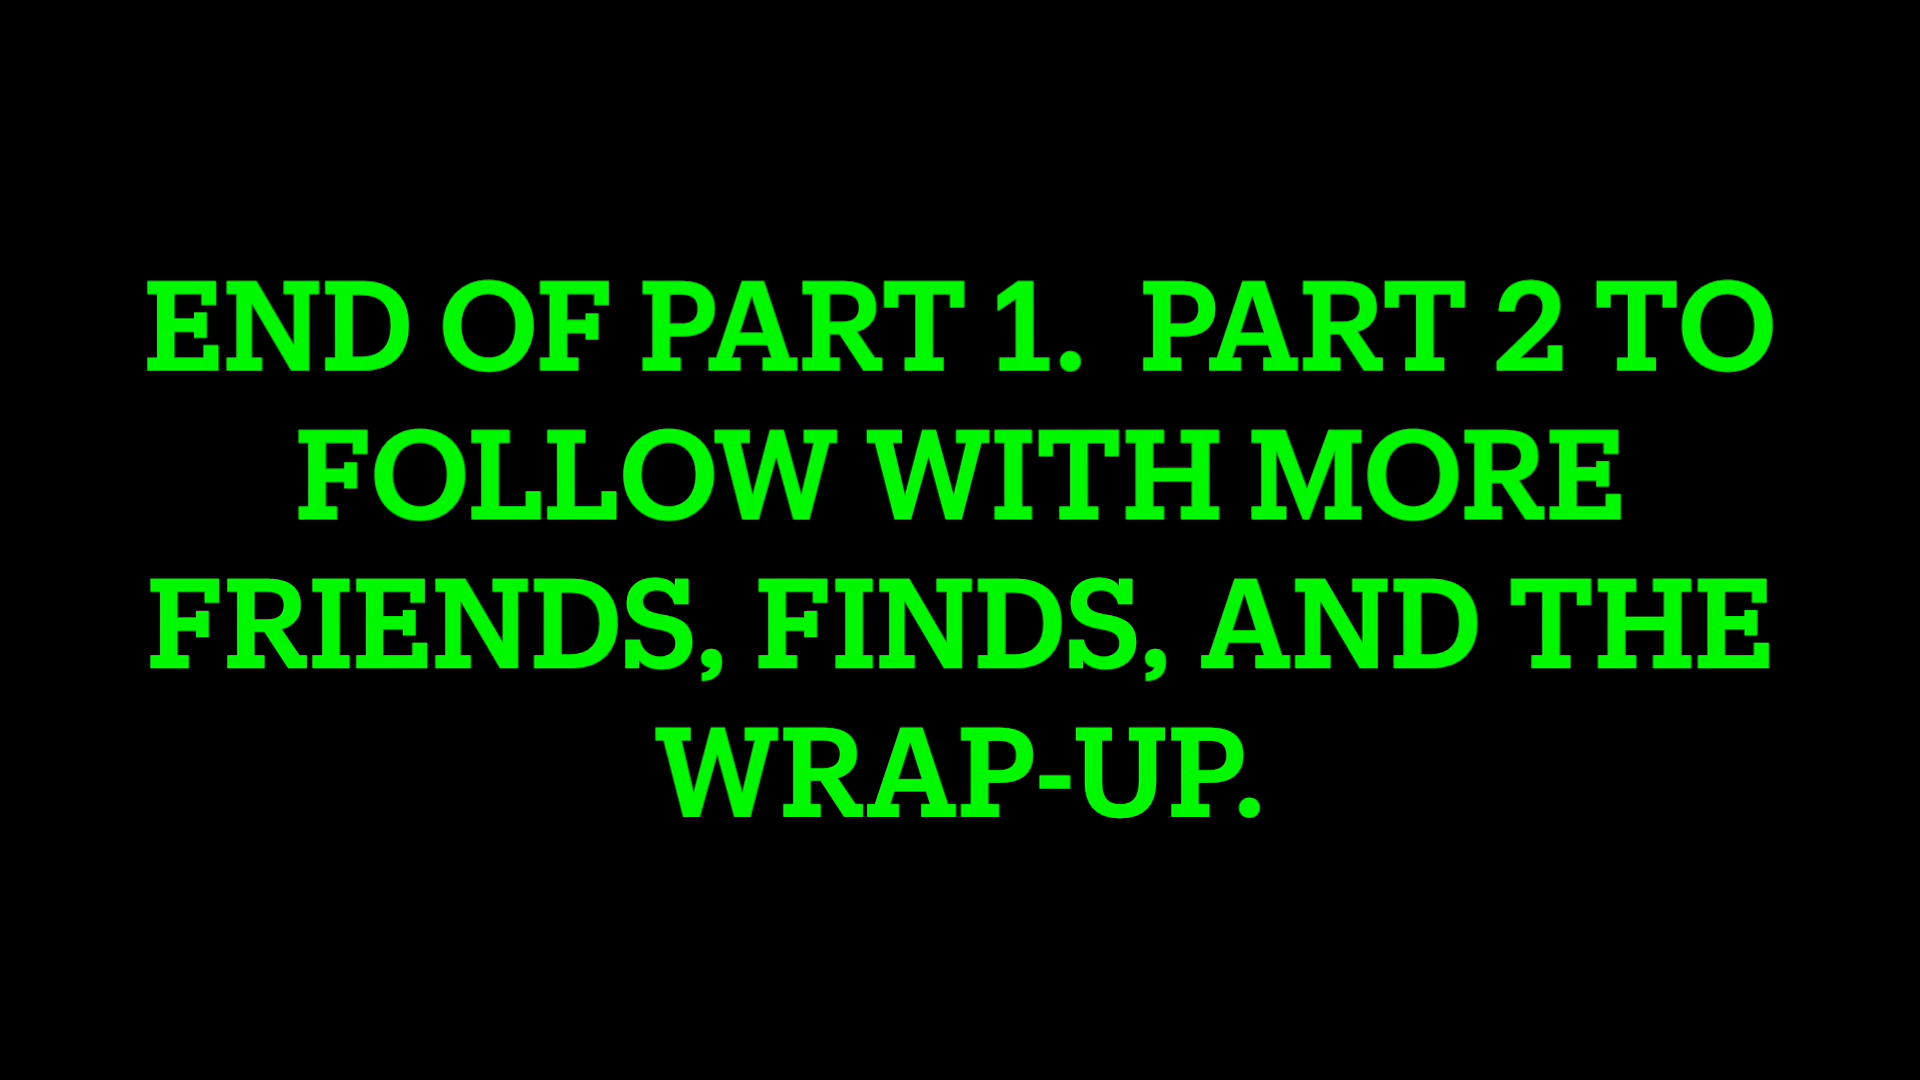 END OF PART 1.  PART 2 TO
FOLLOW WITH MORE
FRIENDS, FINDS, AND THE
WRAP-UP.